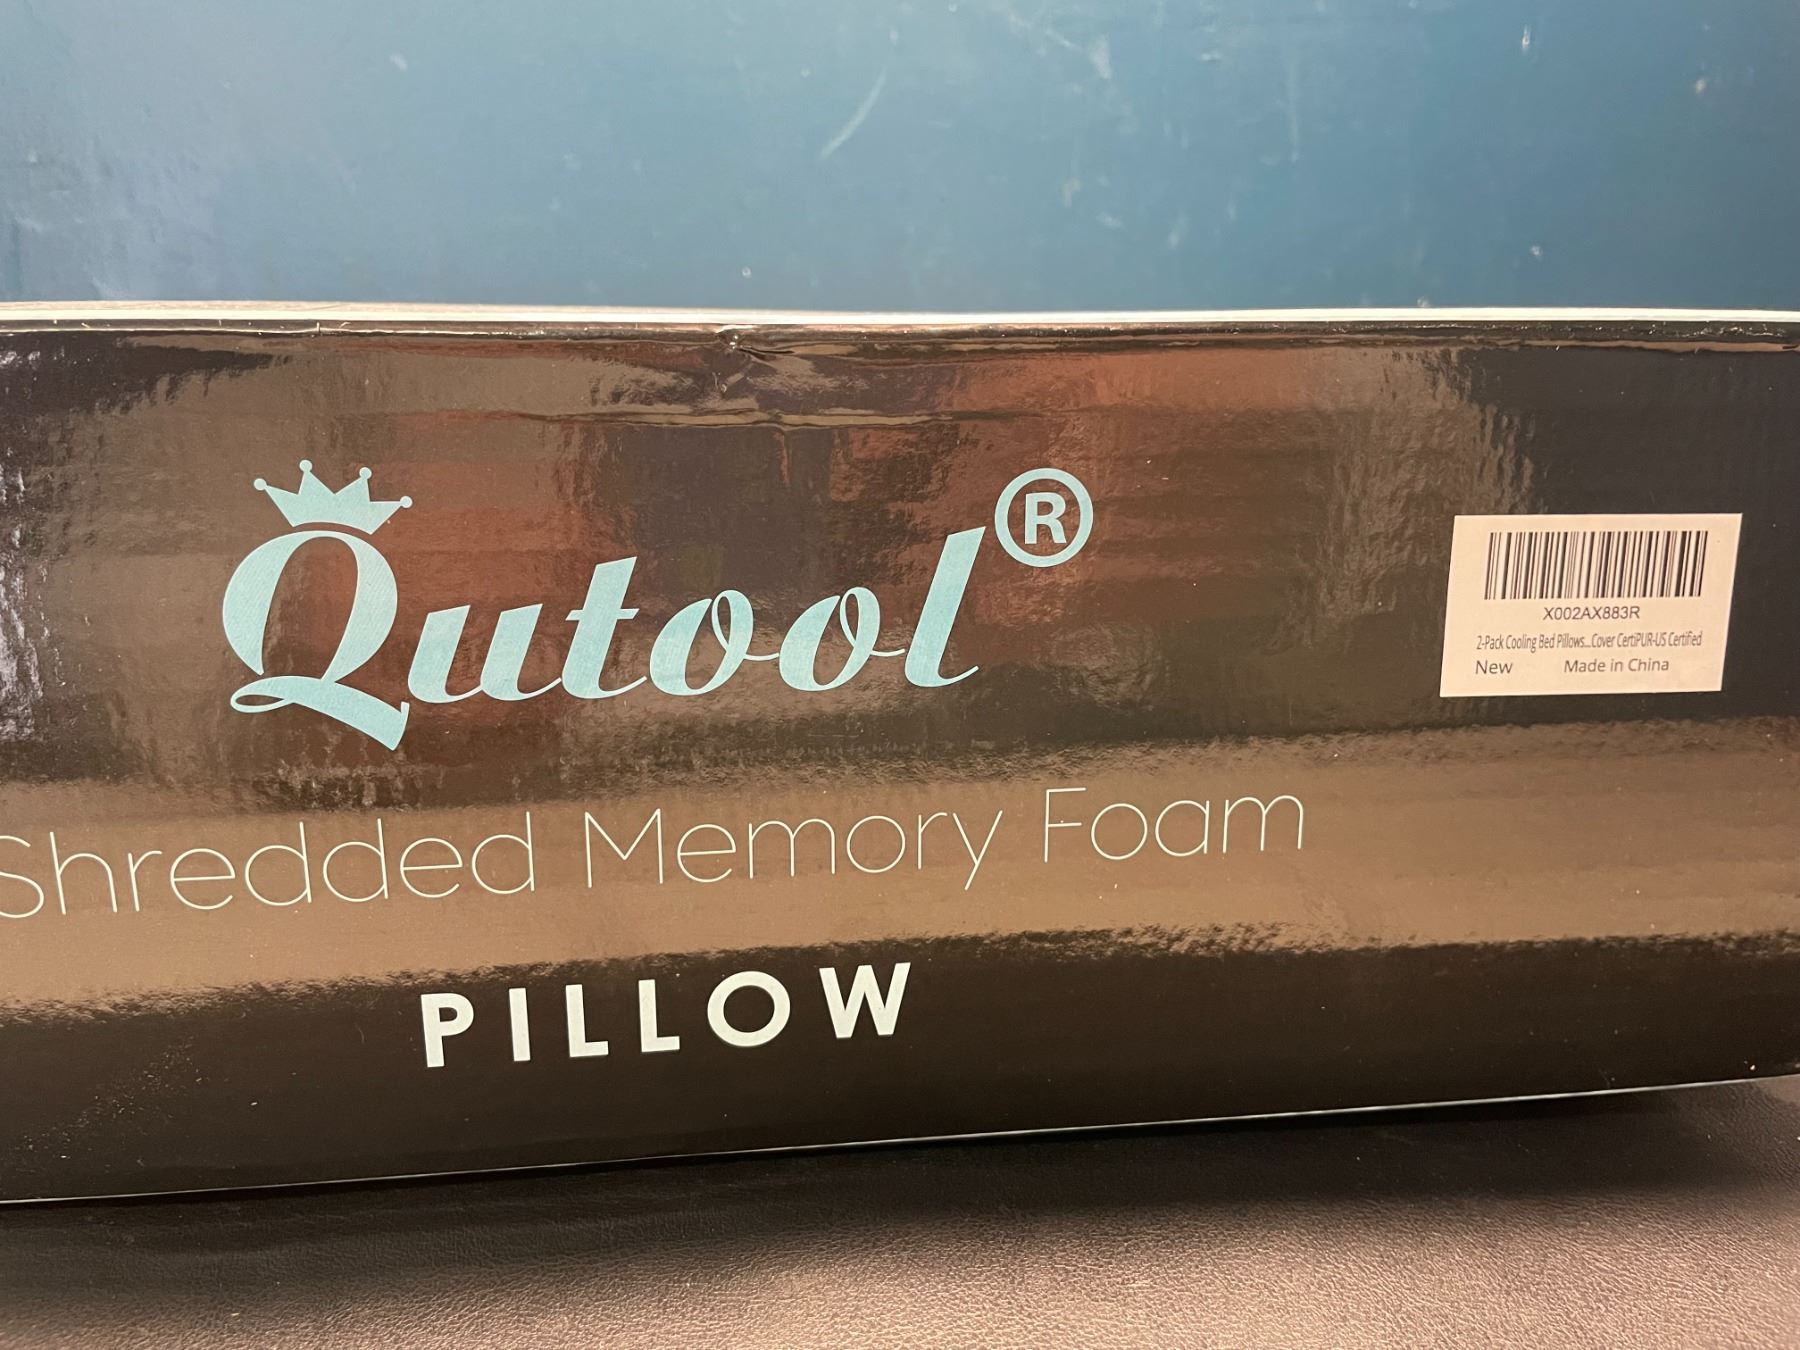 Qutool®
X002AX883R
2-Pack Cooling Bed Pillows...Cover CertiPUR-US Certified
New Made in China
Shredded Memory Foam
PILLOW